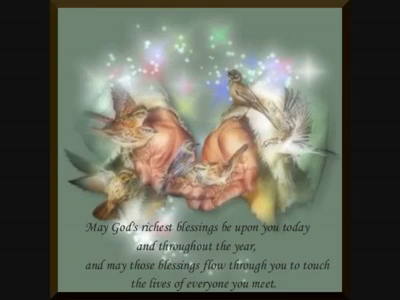 May God's richest blessings be upon you today
and throughout the year,
and may those blessings flow through you to touch
the lives of everyone you meet.